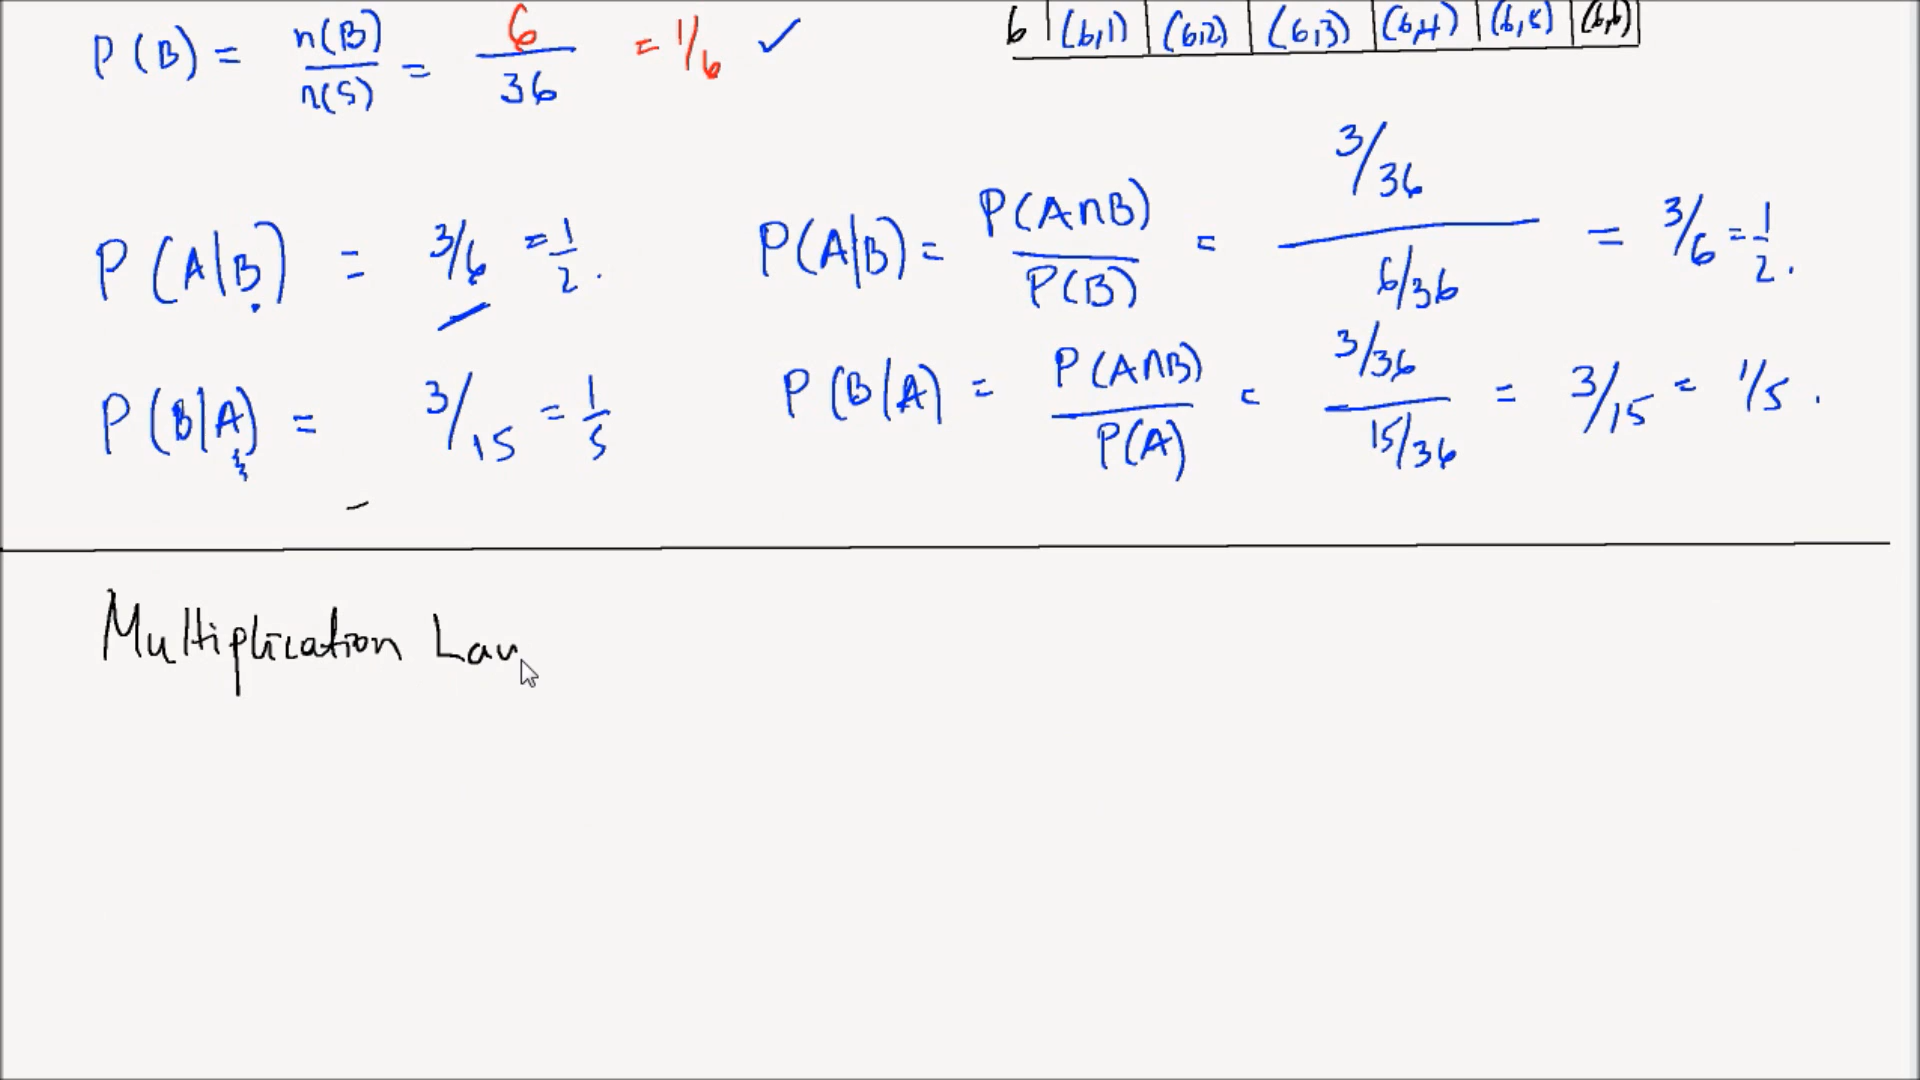 P(B) = n(B)/n(S) = 6/36 = 1/6 ✓
6 (6,1) (6,2) (6,3) (6,4) (6,5) (6,6)
P(A|B) = 3/6 = 1/2.
P(A|B) = P(A∩B)/P(B) = 3/36 / 6/36 = 3/6 = 1/2.
P(B|A) = 3/15 = 1/5
P(B|A) = P(A∩B)/P(A) = 3/36 / 15/36 = 3/15 = 1/5.
Multiplication Law